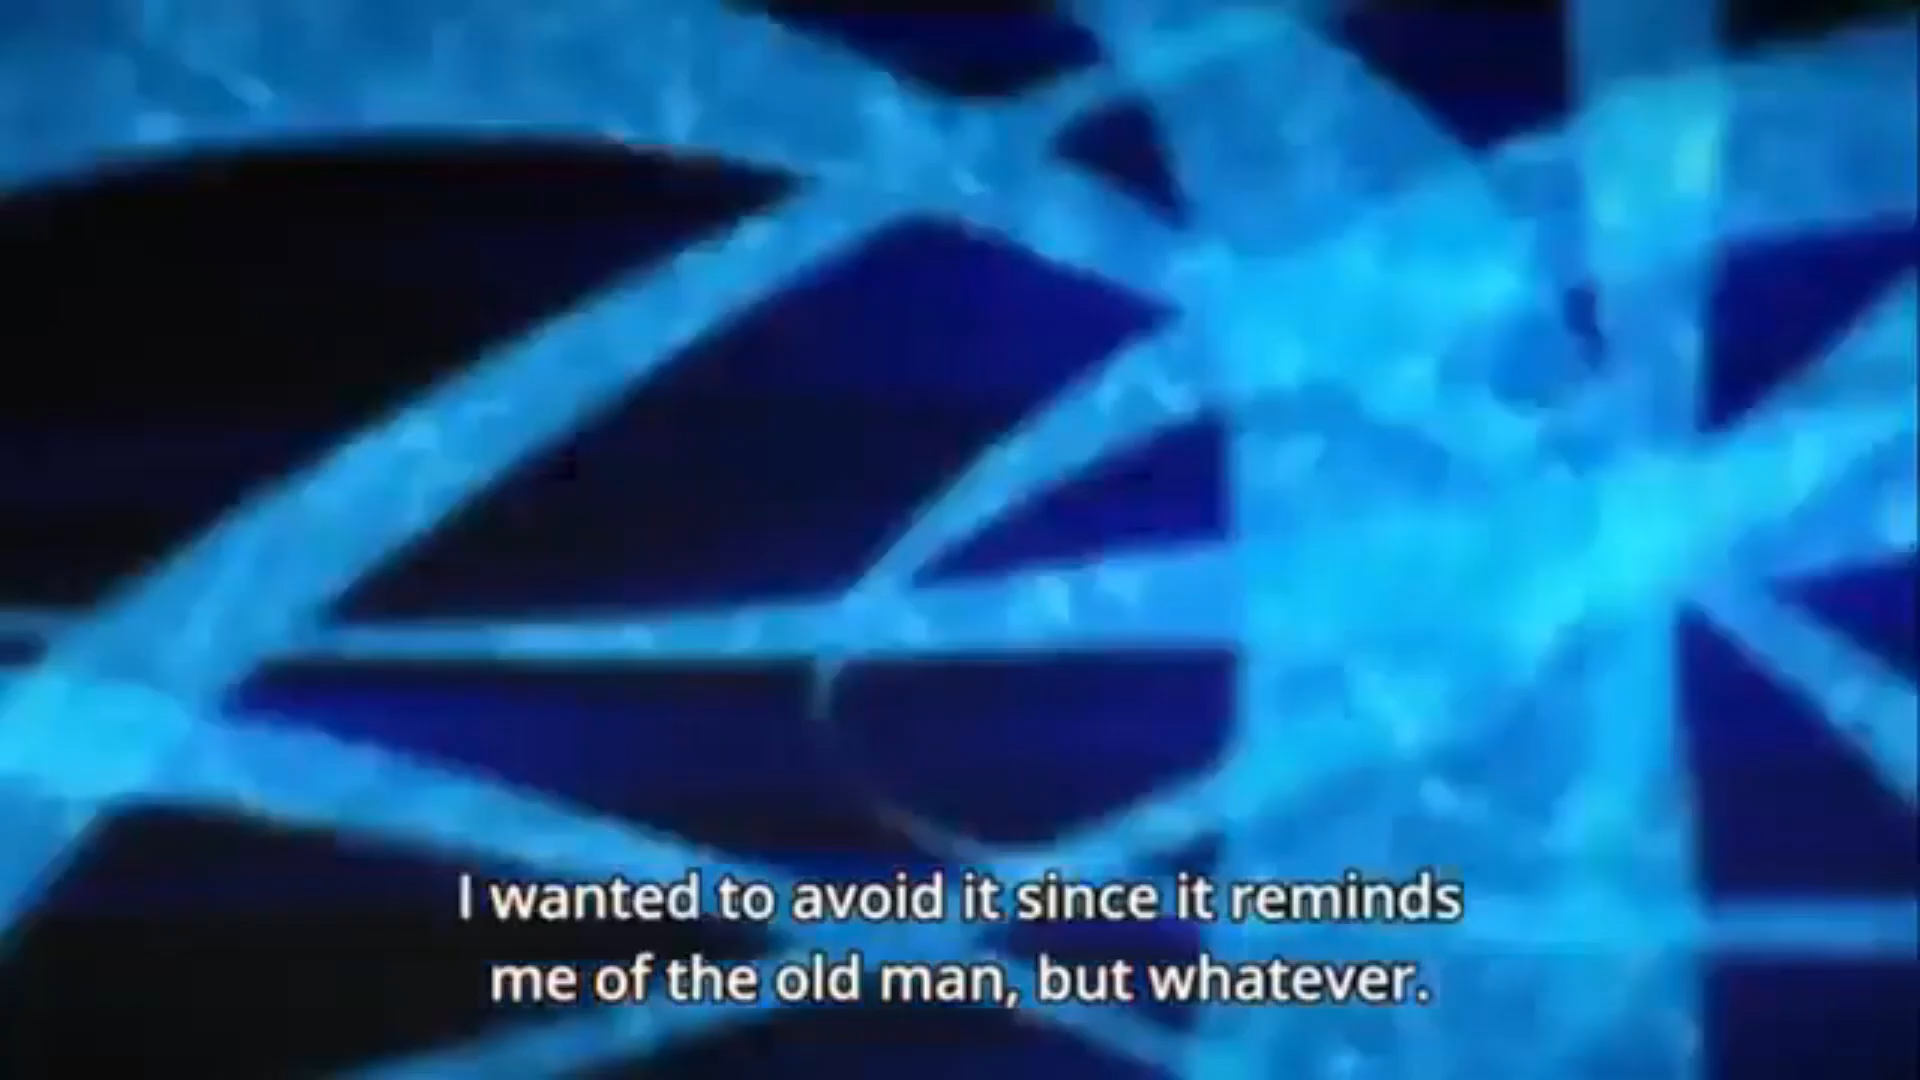 I wanted to avoid it since it reminds
me of the old man, but whatever.